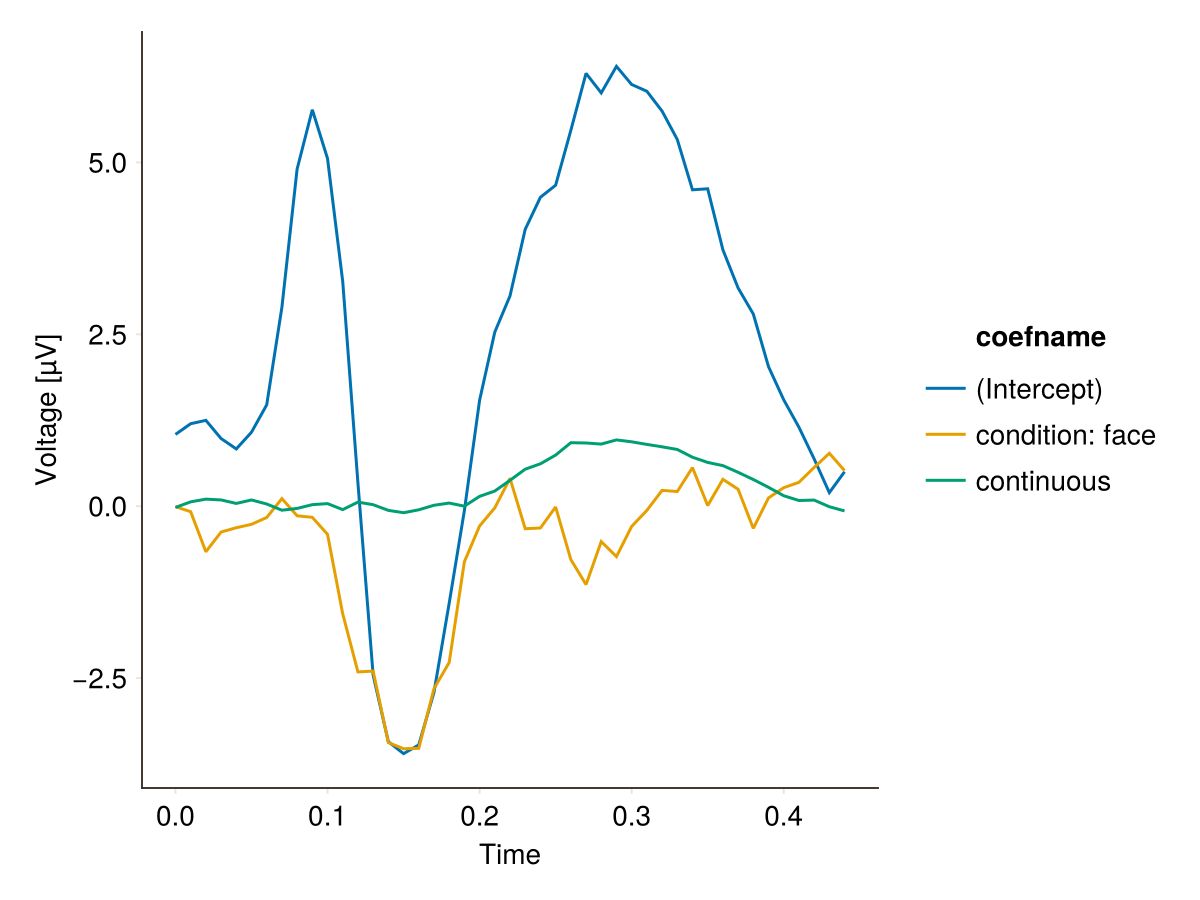 5.0
2.5
0.0
−2.5
Voltage [µV]
0.0 0.1 0.2 0.3 0.4
Time
coefname
(Intercept)
condition: face
continuous